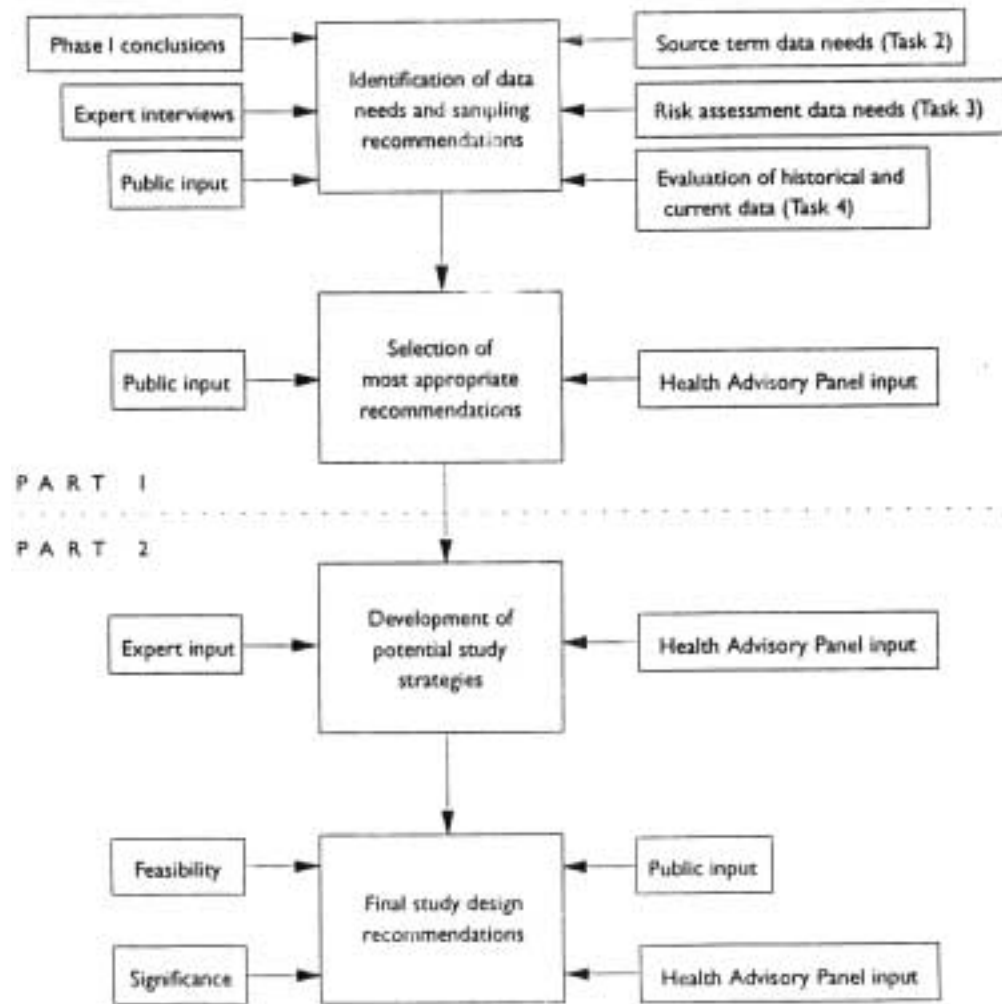 Phase I conclusions
Expert interviews
Public input
Identification of data
needs and sampling
recommendations
Source term data needs (Task 2)
Risk assessment data needs (Task 3)
Evaluation of historical and
current data (Task 4)
Public input
Selection of
most appropriate
recommendations
Health Advisory Panel input
PART I
PART 2
Expert input
Development of
potential study
strategies
Health Advisory Panel input
Feasibility
Significance
Final study design
recommendations
Public input
Health Advisory Panel input